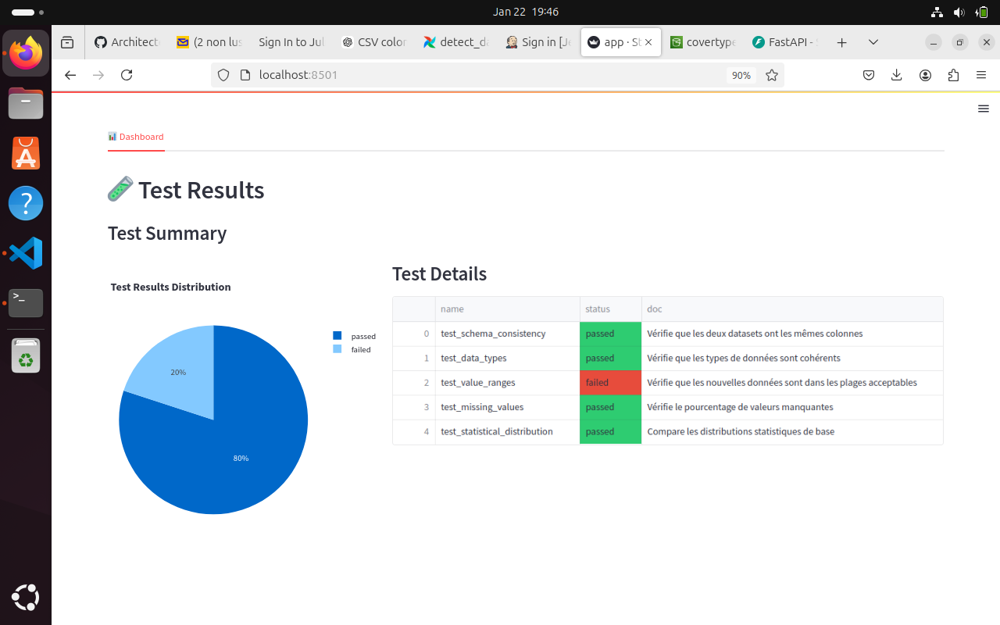 Jan 22 19:46
Architect
(2 non lus
Sign In to Jul
CSV color
detect_da
Sign in [Je
app · St
covertype
FastAPI -
localhost:8501
90%
Dashboard
Test Results
Test Summary
Test Results Distribution
passed
failed
20%
80%
Test Details
name status doc
0 test_schema_consistency passed Vérifie que les deux datasets ont les mêmes colonnes
1 test_data_types passed Vérifie que les types de données sont cohérents
2 test_value_ranges failed Vérifie que les nouvelles données sont dans les plages acceptables
3 test_missing_values passed Vérifie le pourcentage de valeurs manquantes
4 test_statistical_distribution passed Compare les distributions statistiques de base